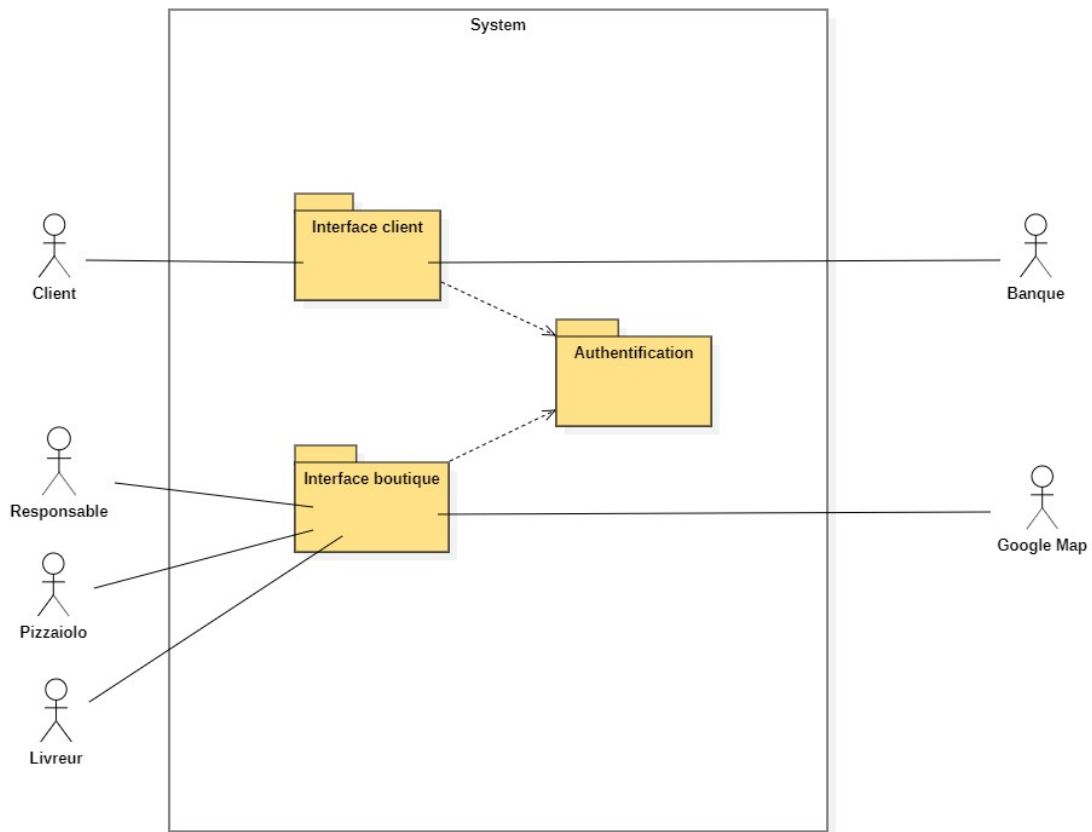 System
Interface client
Client
Banque
Authentification
Interface boutique
Responsable
Google Map
Pizzaiolo
Livreur